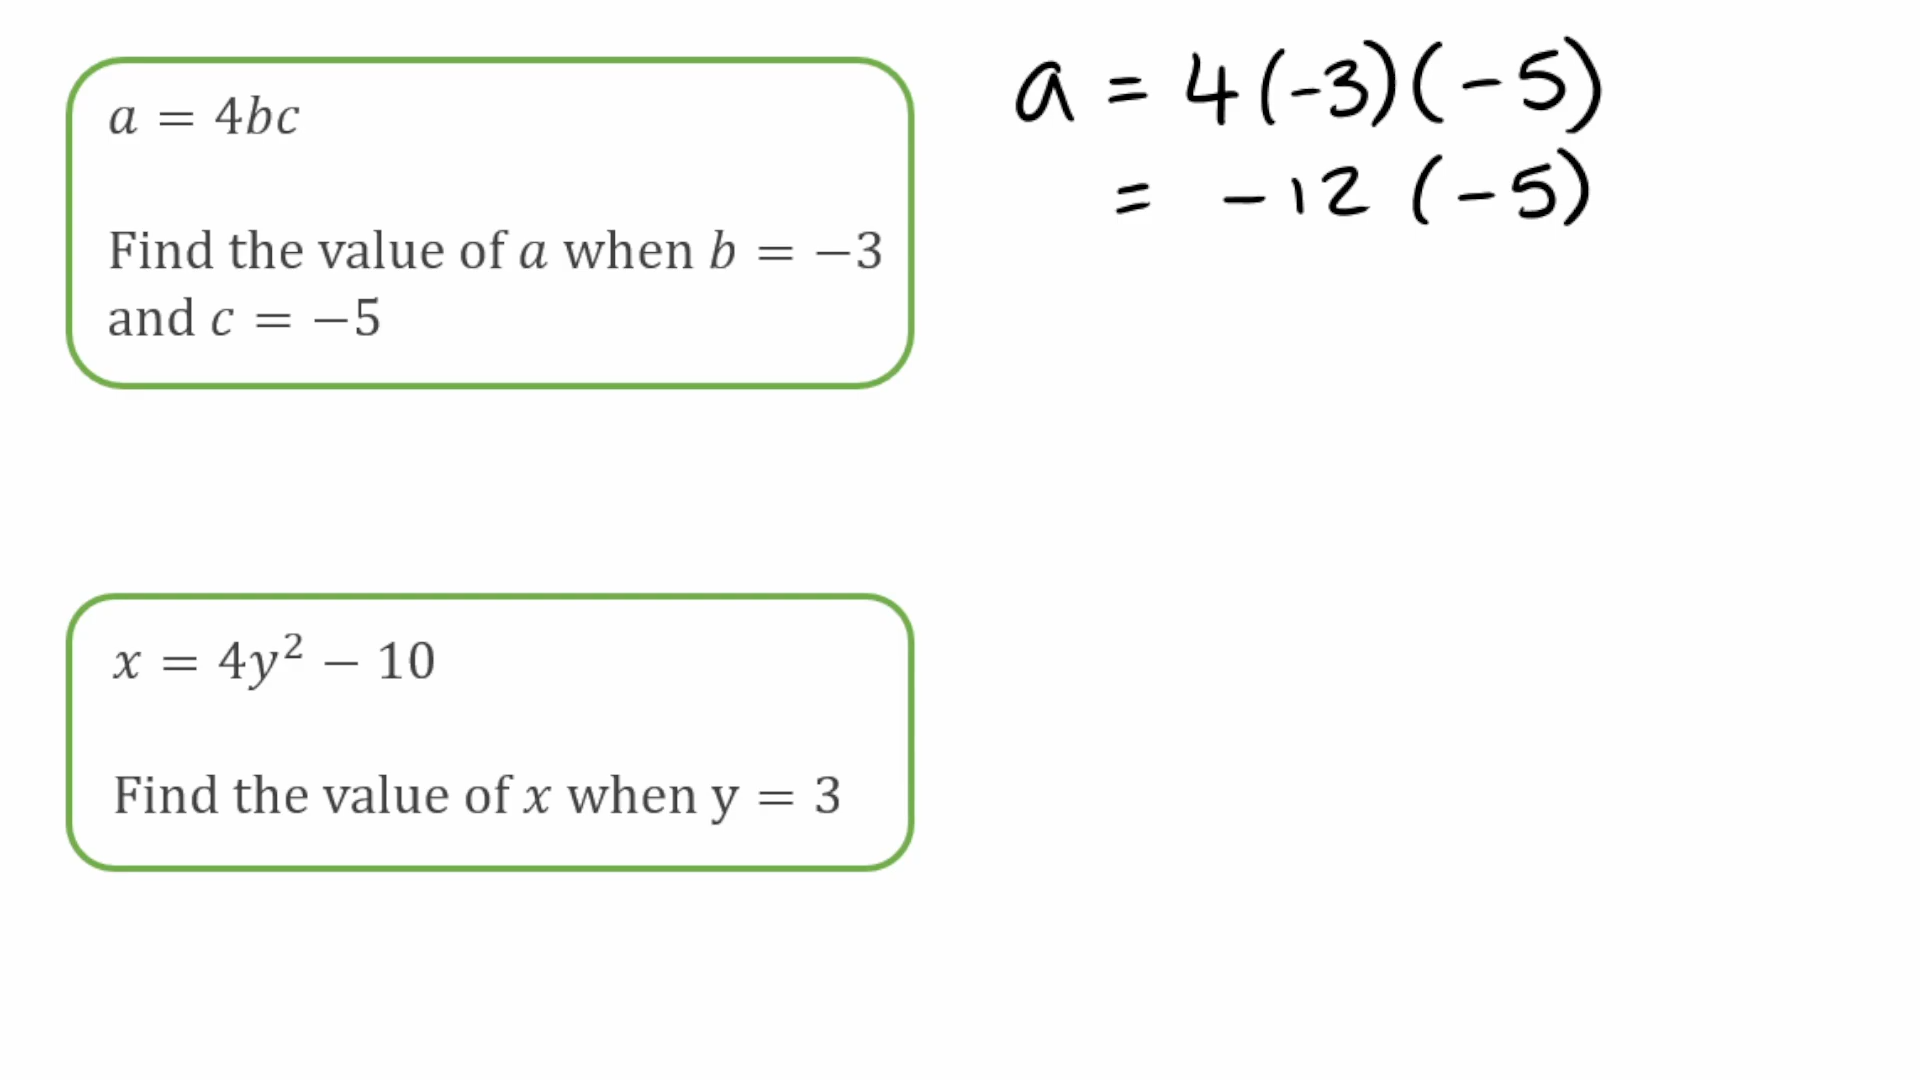 a = 4bc
Find the value of a when b = −3
and c = −5
a = 4(-3)(-5)
= -12 (-5)
x = 4y² − 10
Find the value of x when y = 3